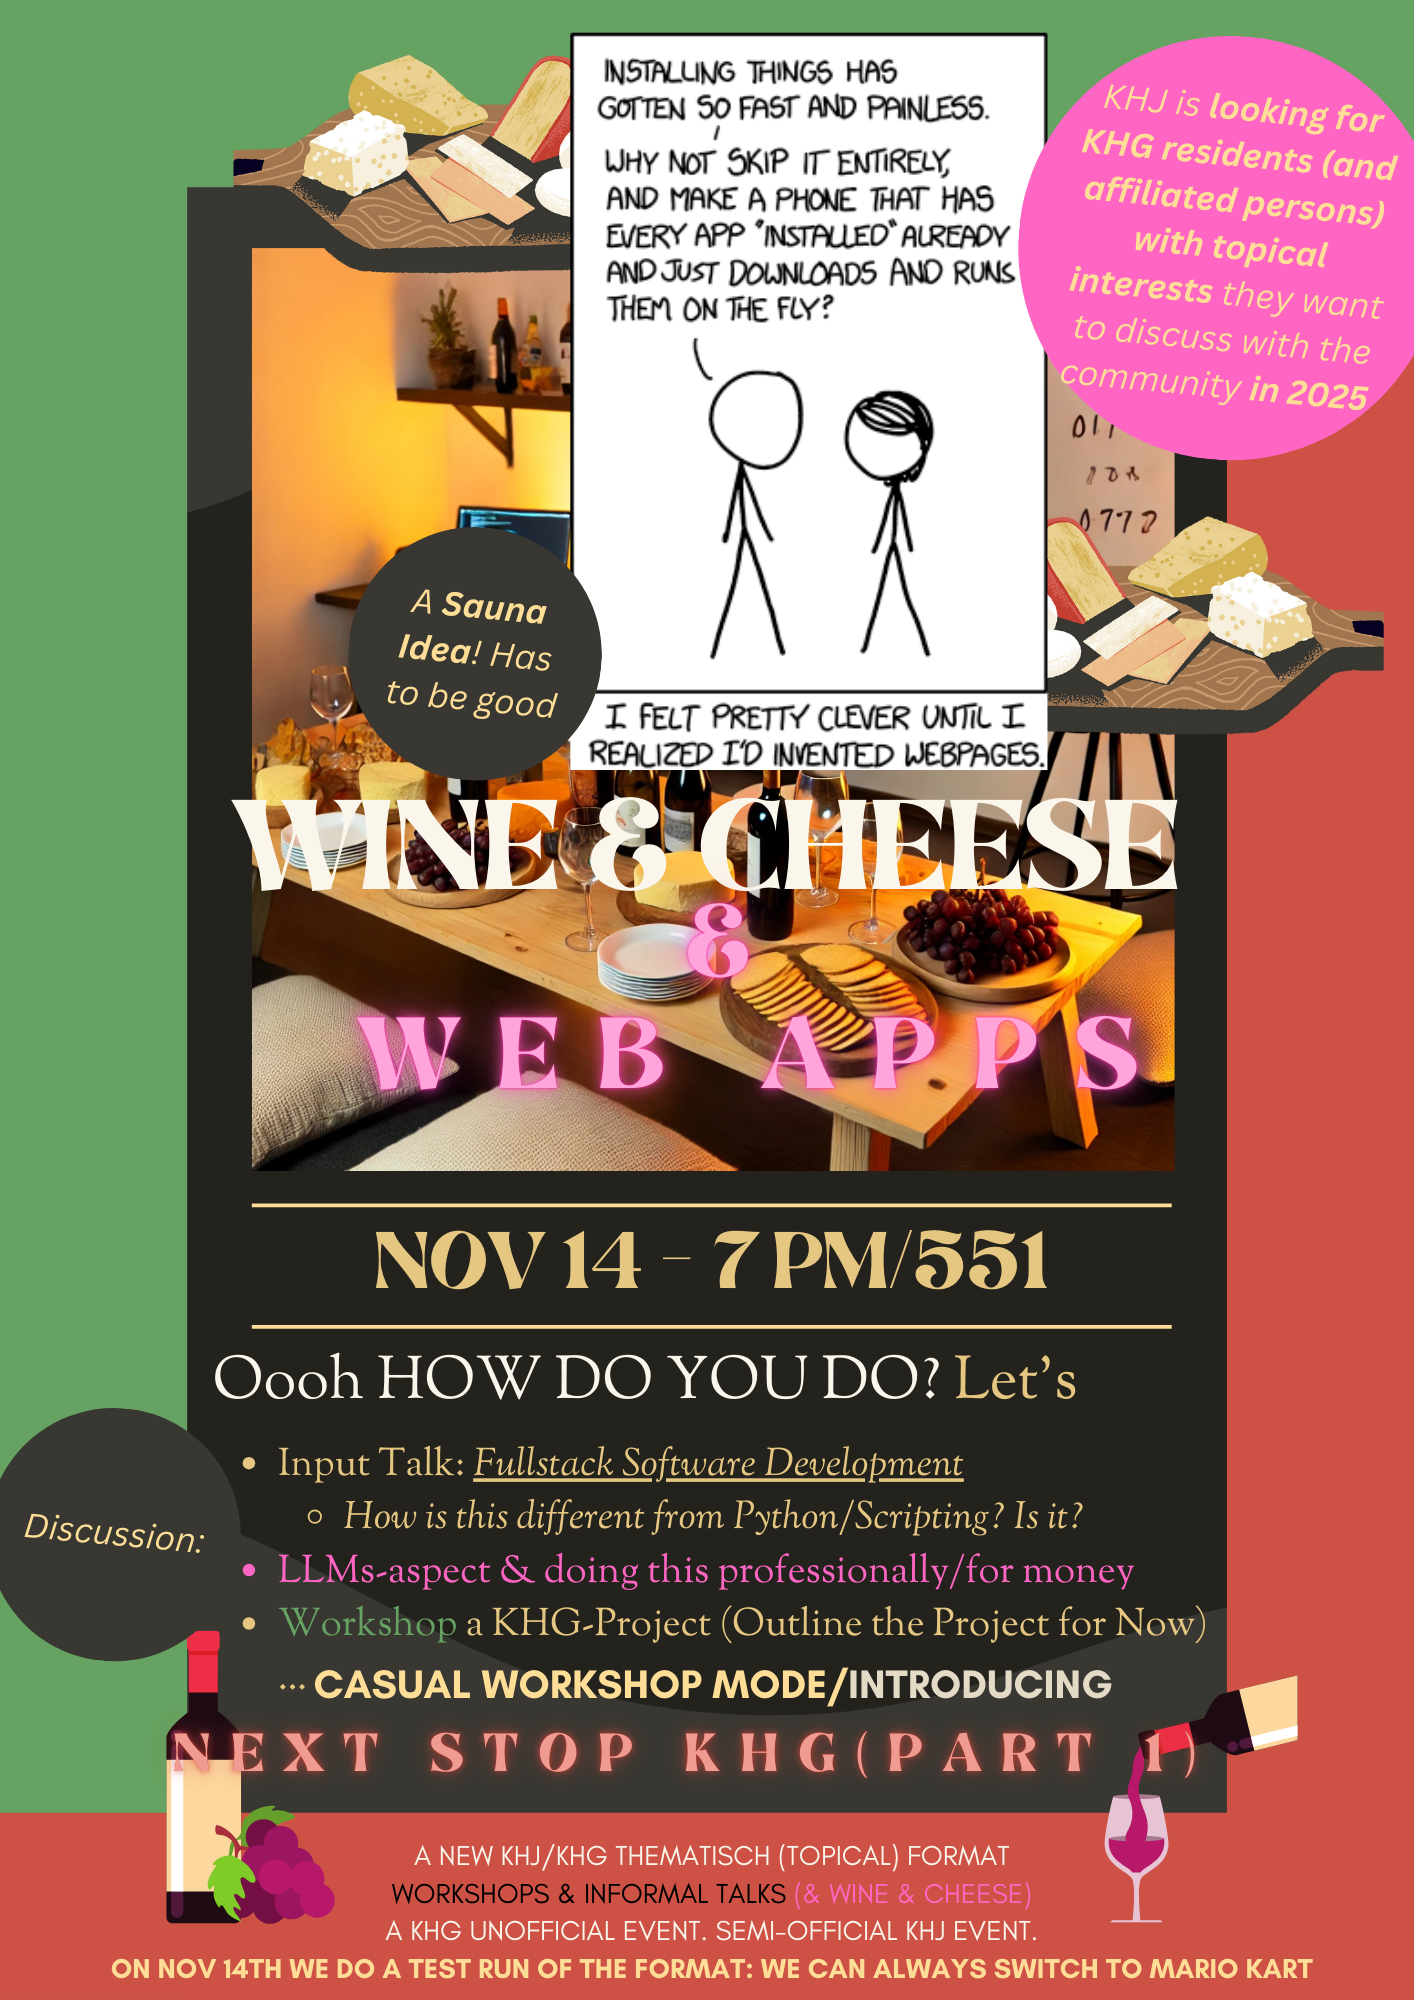 INSTALLING THINGS HAS
GOTTEN SO FAST AND PAINLESS.
WHY NOT SKIP IT ENTIRELY,
AND MAKE A PHONE THAT HAS
EVERY APP "INSTALLED" ALREADY
AND JUST DOWNLOADS AND RUNS
THEM ON THE FLY?
I FELT PRETTY CLEVER UNTIL I
REALIZED I'D INVENTED WEBPAGES.
KHJ is looking for
KHG residents (and
affiliated persons)
with topical
interests they want
to discuss with the
community in 2025
A Sauna
Idea! Has
to be good
WINE & CHEESE
&
WEB APPS
NOV 14 – 7 PM/551
Oooh HOW DO YOU DO? Let's
Discussion:
• Input Talk: Fullstack Software Development
○ How is this different from Python/Scripting? Is it?
• LLMs-aspect & doing this professionally/for money
• Workshop a KHG-Project (Outline the Project for Now)
... CASUAL WORKSHOP MODE/INTRODUCING
NEXT STOP KHG(PART 1)
A NEW KHJ/KHG THEMATISCH (TOPICAL) FORMAT
WORKSHOPS & INFORMAL TALKS (& WINE & CHEESE)
A KHG UNOFFICIAL EVENT. SEMI-OFFICIAL KHJ EVENT.
ON NOV 14TH WE DO A TEST RUN OF THE FORMAT: WE CAN ALWAYS SWITCH TO MARIO KART